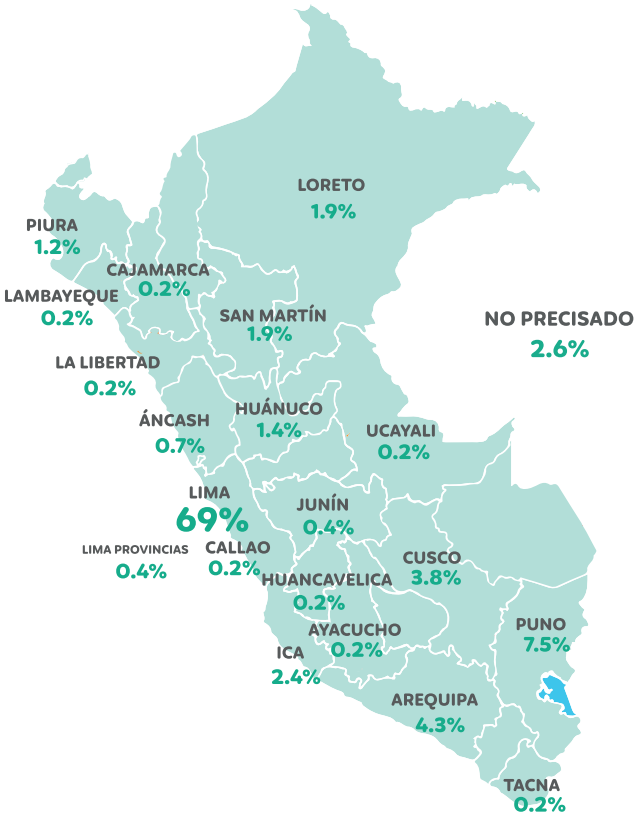 LORETO
1.9%
PIURA
1.2%
CAJAMARCA
0.2%
LAMBAYEQUE
0.2%
SAN MARTÍN
1.9%
NO PRECISADO
2.6%
LA LIBERTAD
0.2%
HUÁNUCO
1.4%
ÁNCASH
0.7%
UCAYALI
0.2%
LIMA
69%
JUNÍN
0.4%
LIMA PROVINCIAS
0.4%
CALLAO
0.2%
CUSCO
3.8%
HUANCAVELICA
0.2%
AYACUCHO
0.2%
PUNO
7.5%
ICA
2.4%
AREQUIPA
4.3%
TACNA
0.2%